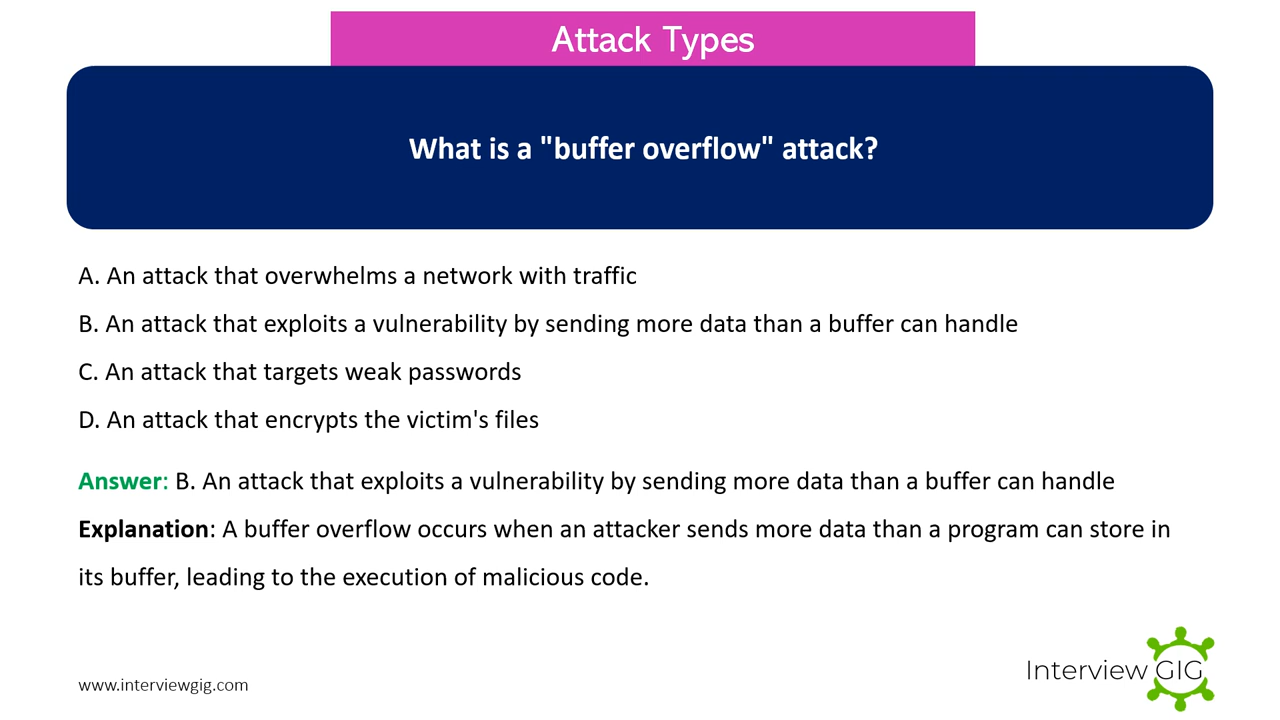 Attack Types
What is a "buffer overflow" attack?
A. An attack that overwhelms a network with traffic
B. An attack that exploits a vulnerability by sending more data than a buffer can handle
C. An attack that targets weak passwords
D. An attack that encrypts the victim's files
Answer: B. An attack that exploits a vulnerability by sending more data than a buffer can handle
Explanation: A buffer overflow occurs when an attacker sends more data than a program can store in
its buffer, leading to the execution of malicious code.
www.interviewgig.com
Interview GIG